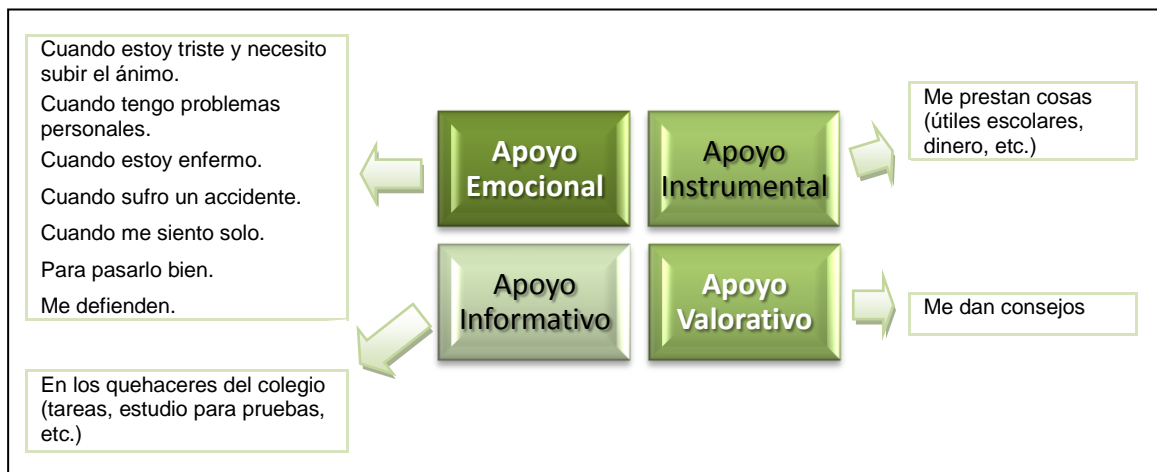 Cuando estoy triste y necesito
subir el ánimo.
Cuando tengo problemas
personales.
Cuando estoy enfermo.
Cuando sufro un accidente.
Cuando me siento solo.
Para pasarlo bien.
Me defienden.
Apoyo
Emocional
Apoyo
Instrumental
Me prestan cosas
(útiles escolares,
dinero, etc.)
Apoyo
Informativo
Apoyo
Valorativo
Me dan consejos
En los quehaceres del colegio
(tareas, estudio para pruebas,
etc.)